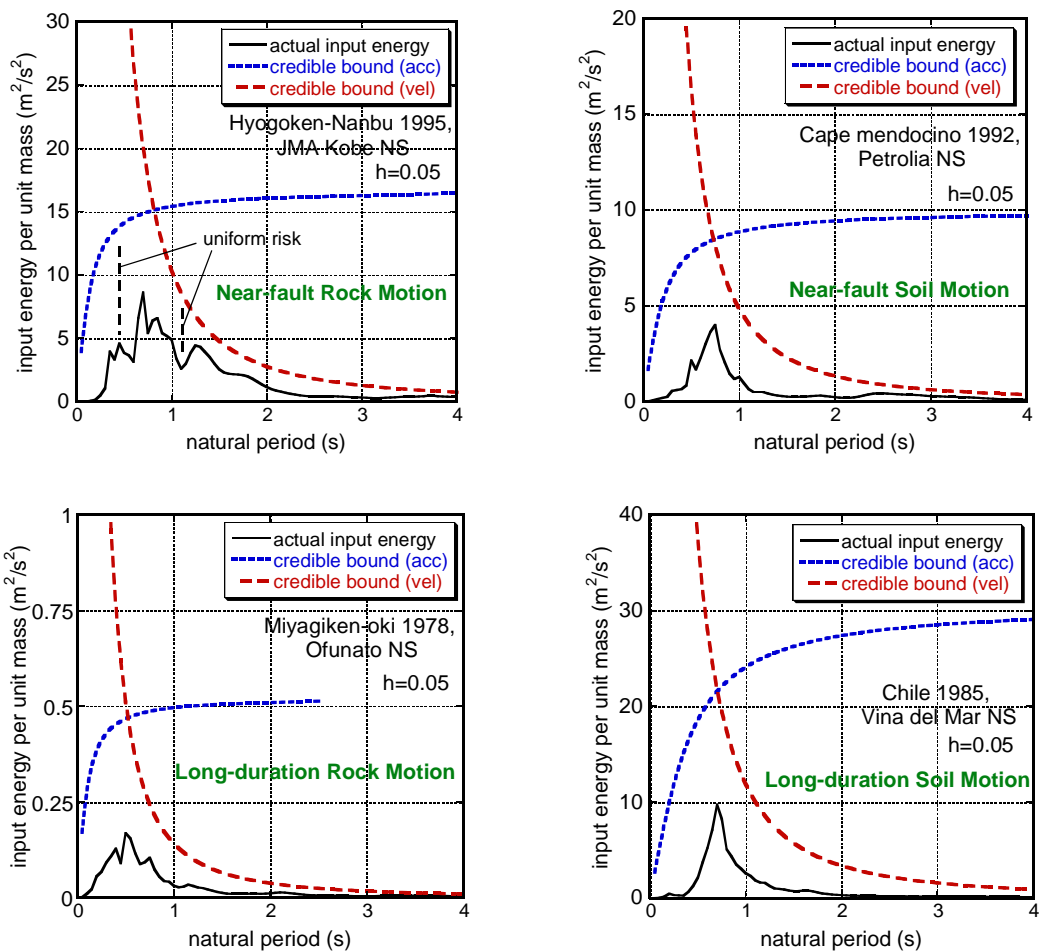 30
25
20
15
10
5
0
input energy per unit mass (m²/s²)
actual input energy
credible bound (acc)
credible bound (vel)
Hyogoken-Nanbu 1995,
JMA Kobe NS
h=0.05
uniform risk
Near-fault Rock Motion
0 1 2 3 4
natural period (s)
20
15
10
5
0
input energy per unit mass (m²/s²)
actual input energy
credible bound (acc)
credible bound (vel)
Cape mendocino 1992,
Petrolia NS
h=0.05
Near-fault Soil Motion
0 1 2 3 4
natural period (s)
1
0.75
0.5
0.25
0
input energy per unit mass (m²/s²)
actual input energy
credible bound (acc)
credible bound (vel)
Miyagiken-oki 1978,
Ofunato NS
h=0.05
Long-duration Rock Motion
0 1 2 3 4
natural period (s)
40
30
20
10
0
input energy per unit mass (m²/s²)
actual input energy
credible bound (acc)
credible bound (vel)
Chile 1985,
Vina del Mar NS
h=0.05
Long-duration Soil Motion
0 1 2 3 4
natural period (s)